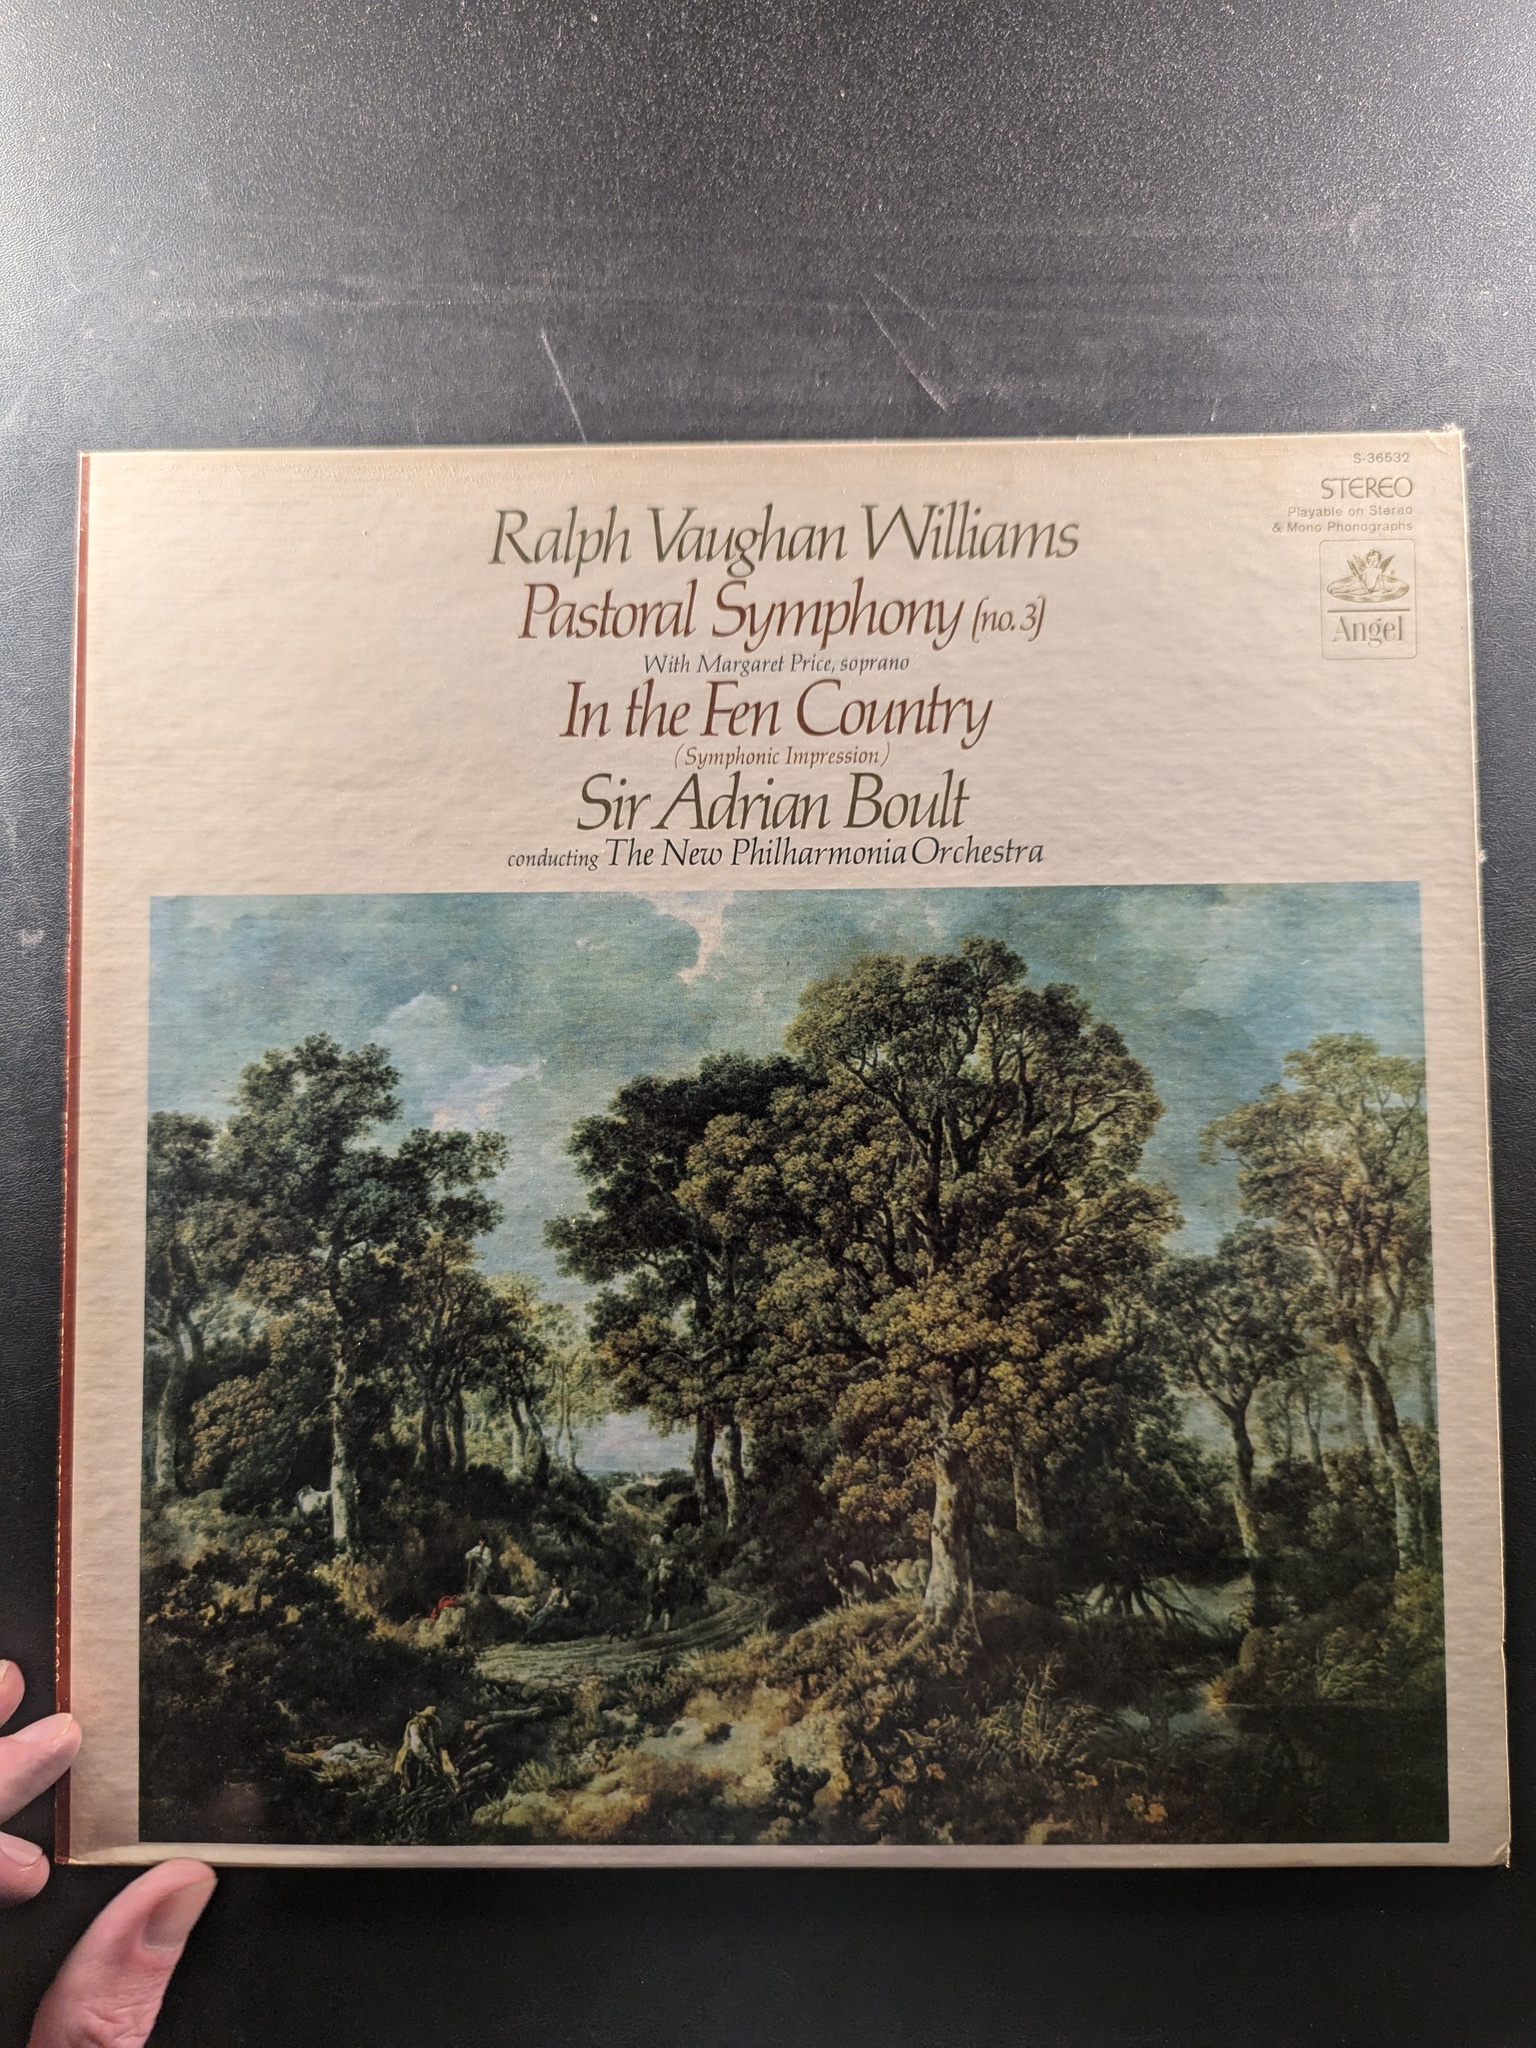 S-36532
STEREO
Playable on Stereo
& Mono Phonographs
Angel
Ralph Vaughan Williams
Pastoral Symphony (no. 3)
With Margaret Price, soprano
In the Fen Country
(Symphonic Impression)
Sir Adrian Boult
conducting The New Philharmonia Orchestra